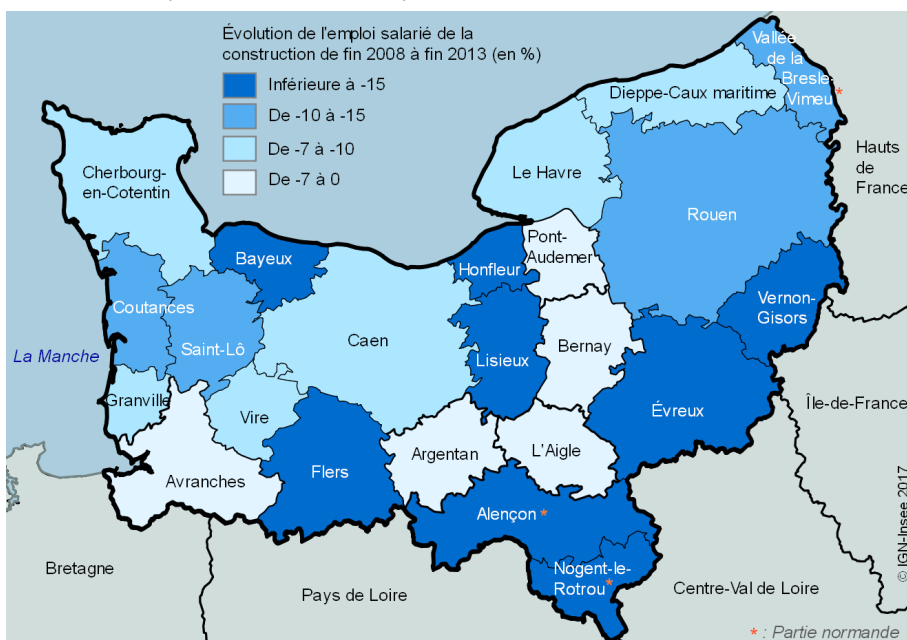 Évolution de l'emploi salarié de la
construction de fin 2008 à fin 2013 (en %)
Inférieure à -15
De -10 à -15
De -7 à -10
De -7 à 0
Vallée
de la
Bresle-
Vimeu *
Dieppe-Caux maritime
Hauts
de
France
Cherbourg-
en-Cotentin
Le Havre
Rouen
Pont-
Audemer
Bayeux
Honfleur
Coutances
Vernon-
Gisors
Saint-Lô
Caen
La Manche
Lisieux
Bernay
Granville
Vire
Évreux
Île-de-France
Argentan
L'Aigle
Avranches
Flers
Alençon *
Bretagne
Nogent-le-
Rotrou *
Pays de Loire
Centre-Val de Loire
© IGN-Insee 2017
* : Partie normande